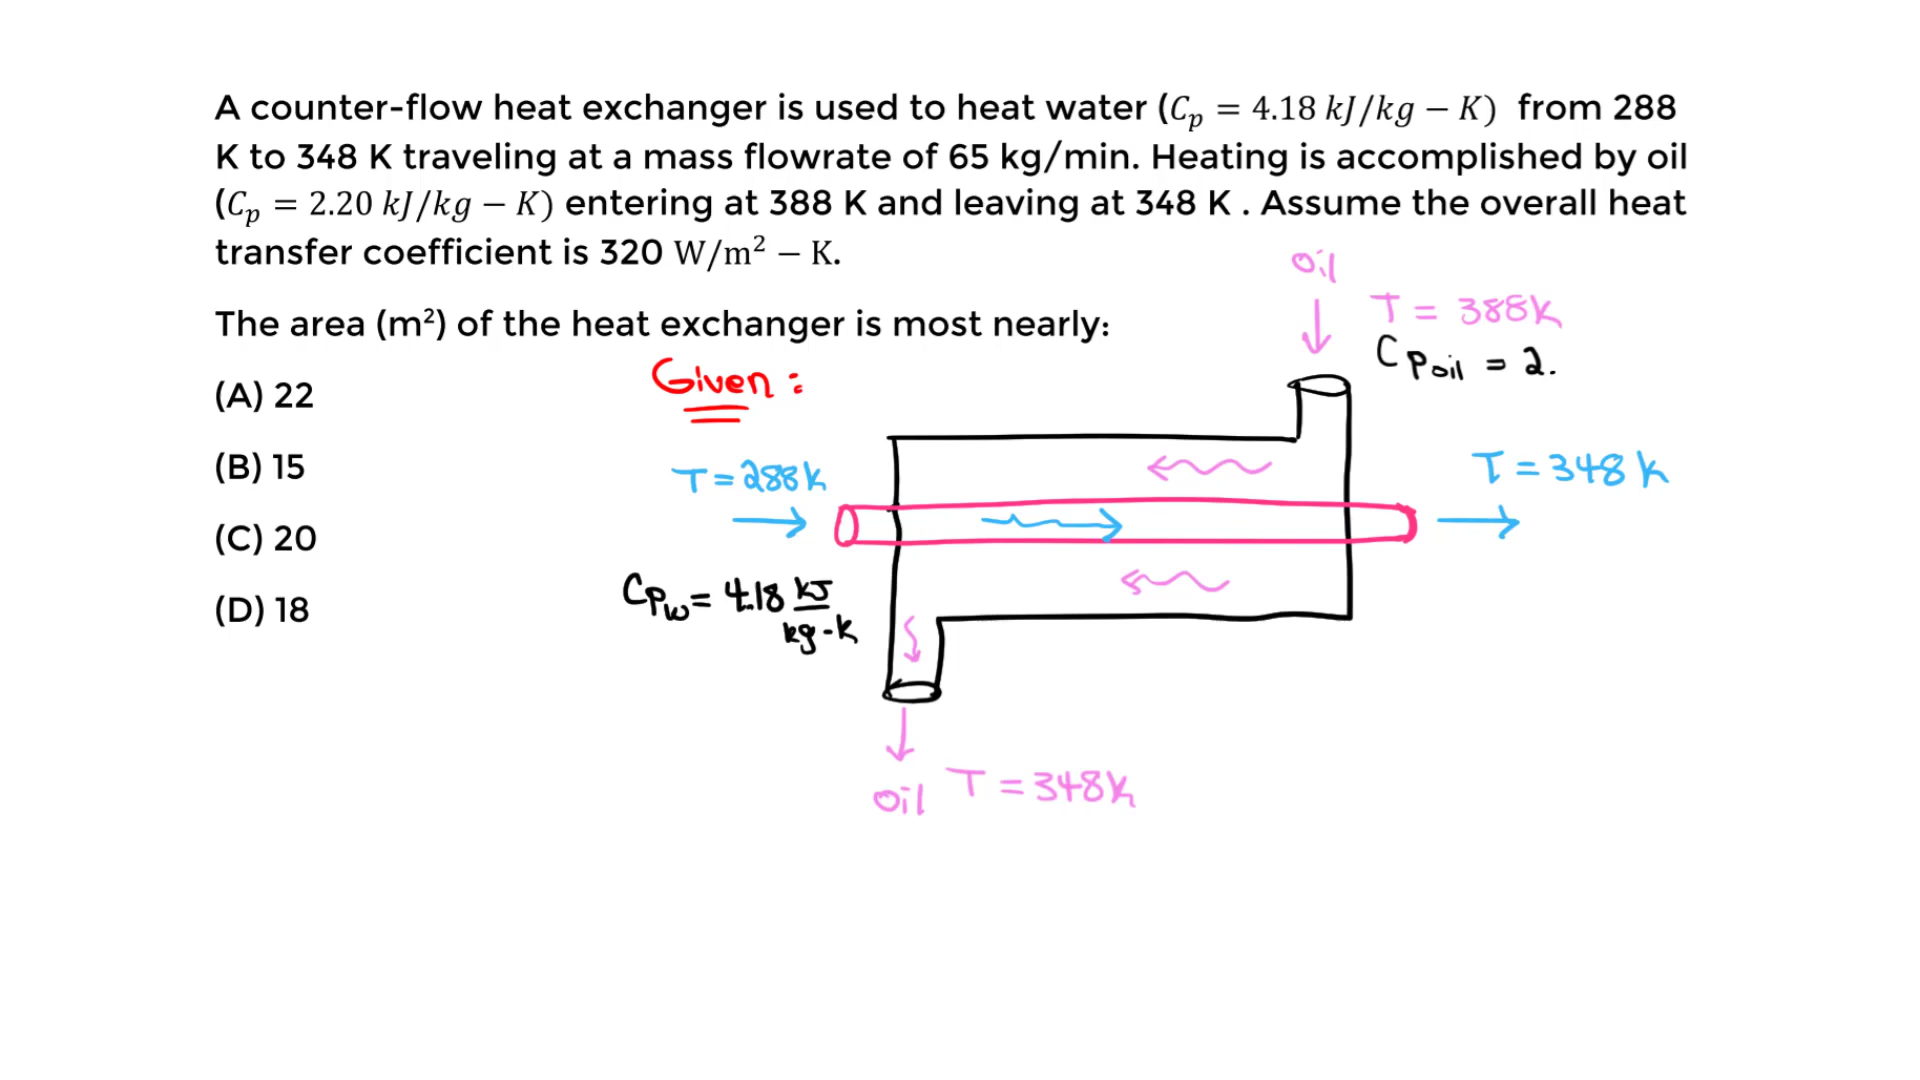 A counter-flow heat exchanger is used to heat water (Cₚ = 4.18 kJ/kg − K) from 288
K to 348 K traveling at a mass flowrate of 65 kg/min. Heating is accomplished by oil
(Cₚ = 2.20 kJ/kg − K) entering at 388 K and leaving at 348 K . Assume the overall heat
transfer coefficient is 320 W/m² − K.
The area (m²) of the heat exchanger is most nearly:
(A) 22
(B) 15
(C) 20
(D) 18
Given :
oil
T = 388K
Cp oil = 2.
T = 288K
T = 348 K
Cpw = 4.18 kJ/kg-K
oil T = 348K